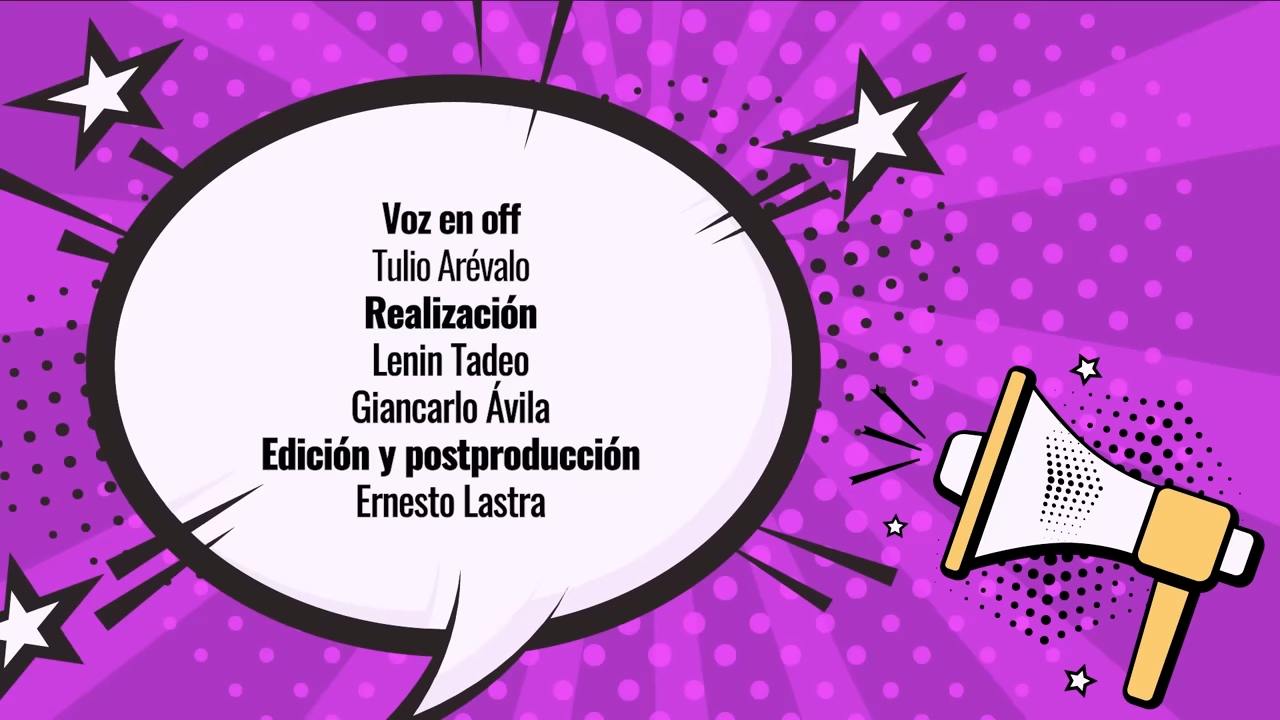 Voz en off
Tulio Arévalo
Realización
Lenin Tadeo
Giancarlo Ávila
Edición y postproducción
Ernesto Lastra